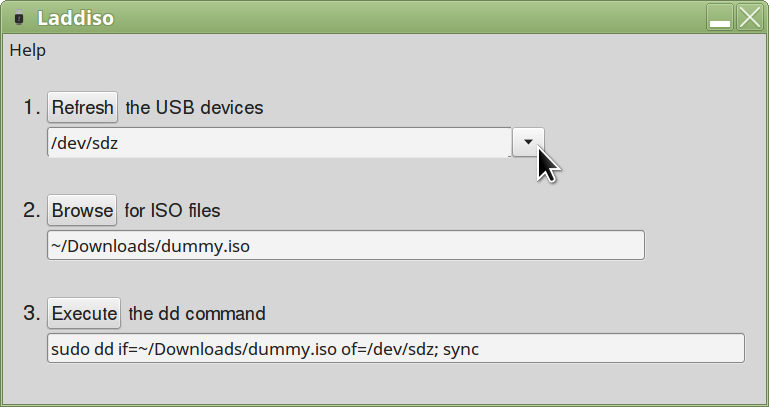 Laddiso
Help
1. Refresh the USB devices
/dev/sdz
2. Browse for ISO files
~/Downloads/dummy.iso
3. Execute the dd command
sudo dd if=~/Downloads/dummy.iso of=/dev/sdz; sync